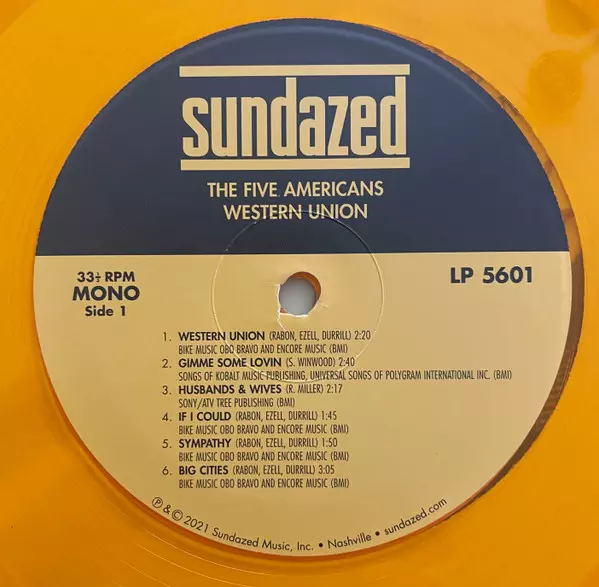 sundazed
THE FIVE AMERICANS
WESTERN UNION
33⅓ RPM
MONO
Side 1
LP 5601
1. WESTERN UNION (RABON, EZELL, DURRILL) 2:20
BIKE MUSIC OBO BRAVO AND ENCORE MUSIC (BMI)
2. GIMME SOME LOVIN (S. WINWOOD) 2:40
SONGS OF KOBALT MUSIC PUBLISHING, UNIVERSAL SONGS OF POLYGRAM INTERNATIONAL INC. (BMI)
3. HUSBANDS & WIVES (R. MILLER) 2:17
SONY/ATV TREE PUBLISHING (BMI)
4. IF I COULD (RABON, EZELL, DURRILL) 1:45
BIKE MUSIC OBO BRAVO AND ENCORE MUSIC (BMI)
5. SYMPATHY (RABON, EZELL, DURRILL) 1:50
BIKE MUSIC OBO BRAVO AND ENCORE MUSIC (BMI)
6. BIG CITIES (RABON, EZELL, DURRILL) 3:05
BIKE MUSIC OBO BRAVO AND ENCORE MUSIC (BMI)
℗ & © 2021 Sundazed Music, Inc. • Nashville • sundazed.com